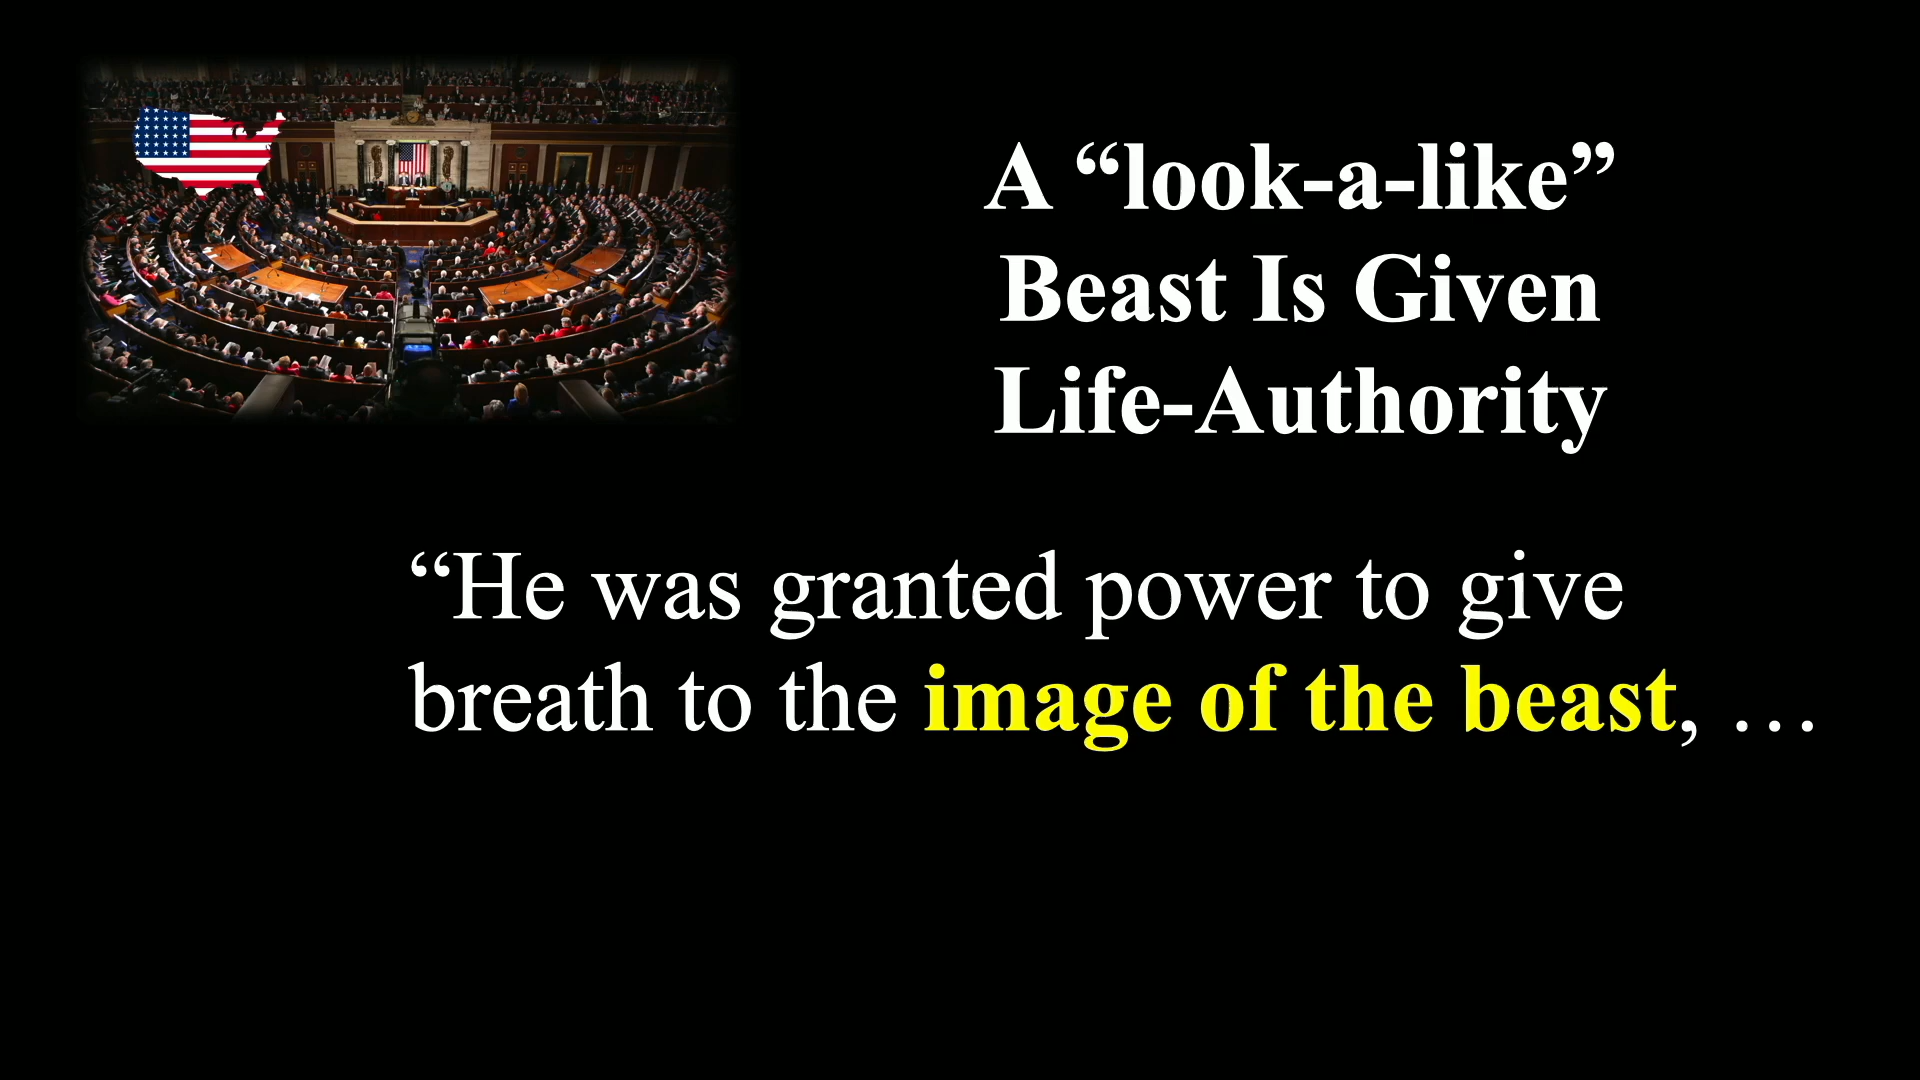 A “look-a-like”
Beast Is Given
Life-Authority
“He was granted power to give
breath to the image of the beast, …